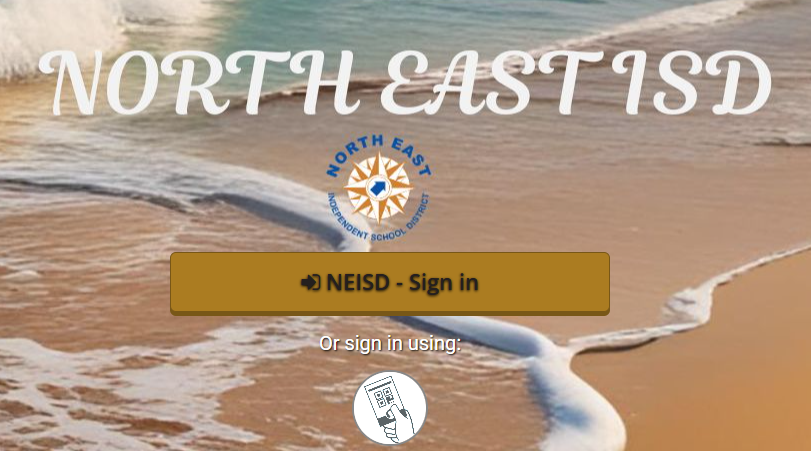 NORTH EAST ISD
NORTH EAST
INDEPENDENT SCHOOL DISTRICT
NEISD - Sign in
Or sign in using: